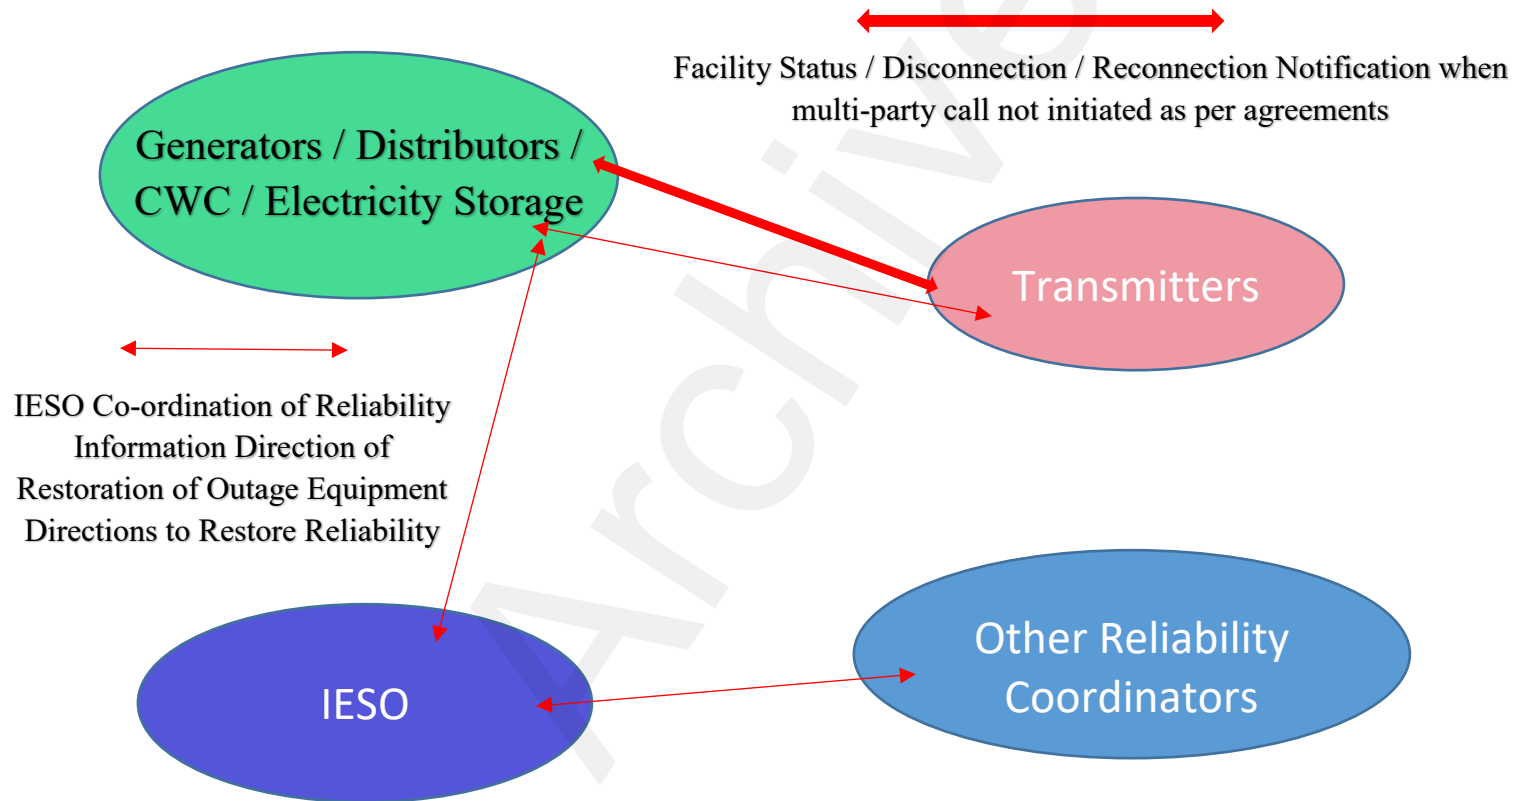 Facility Status / Disconnection / Reconnection Notification when
multi-party call not initiated as per agreements
Generators / Distributors /
CWC / Electricity Storage
Transmitters
IESO Co-ordination of Reliability
Information Direction of
Restoration of Outage Equipment
Directions to Restore Reliability
Other Reliability
Coordinators
IESO
Archive